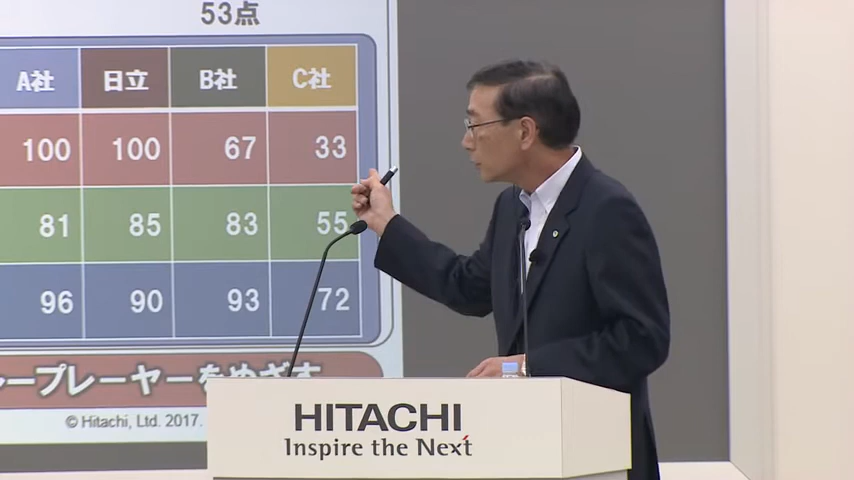 53点
A社 日立 B社 C社
100 100 67 33
81 85 83 55
96 90 93 72
プレーヤーをめざす
© Hitachi, Ltd. 2017.
HITACHI
Inspire the Next